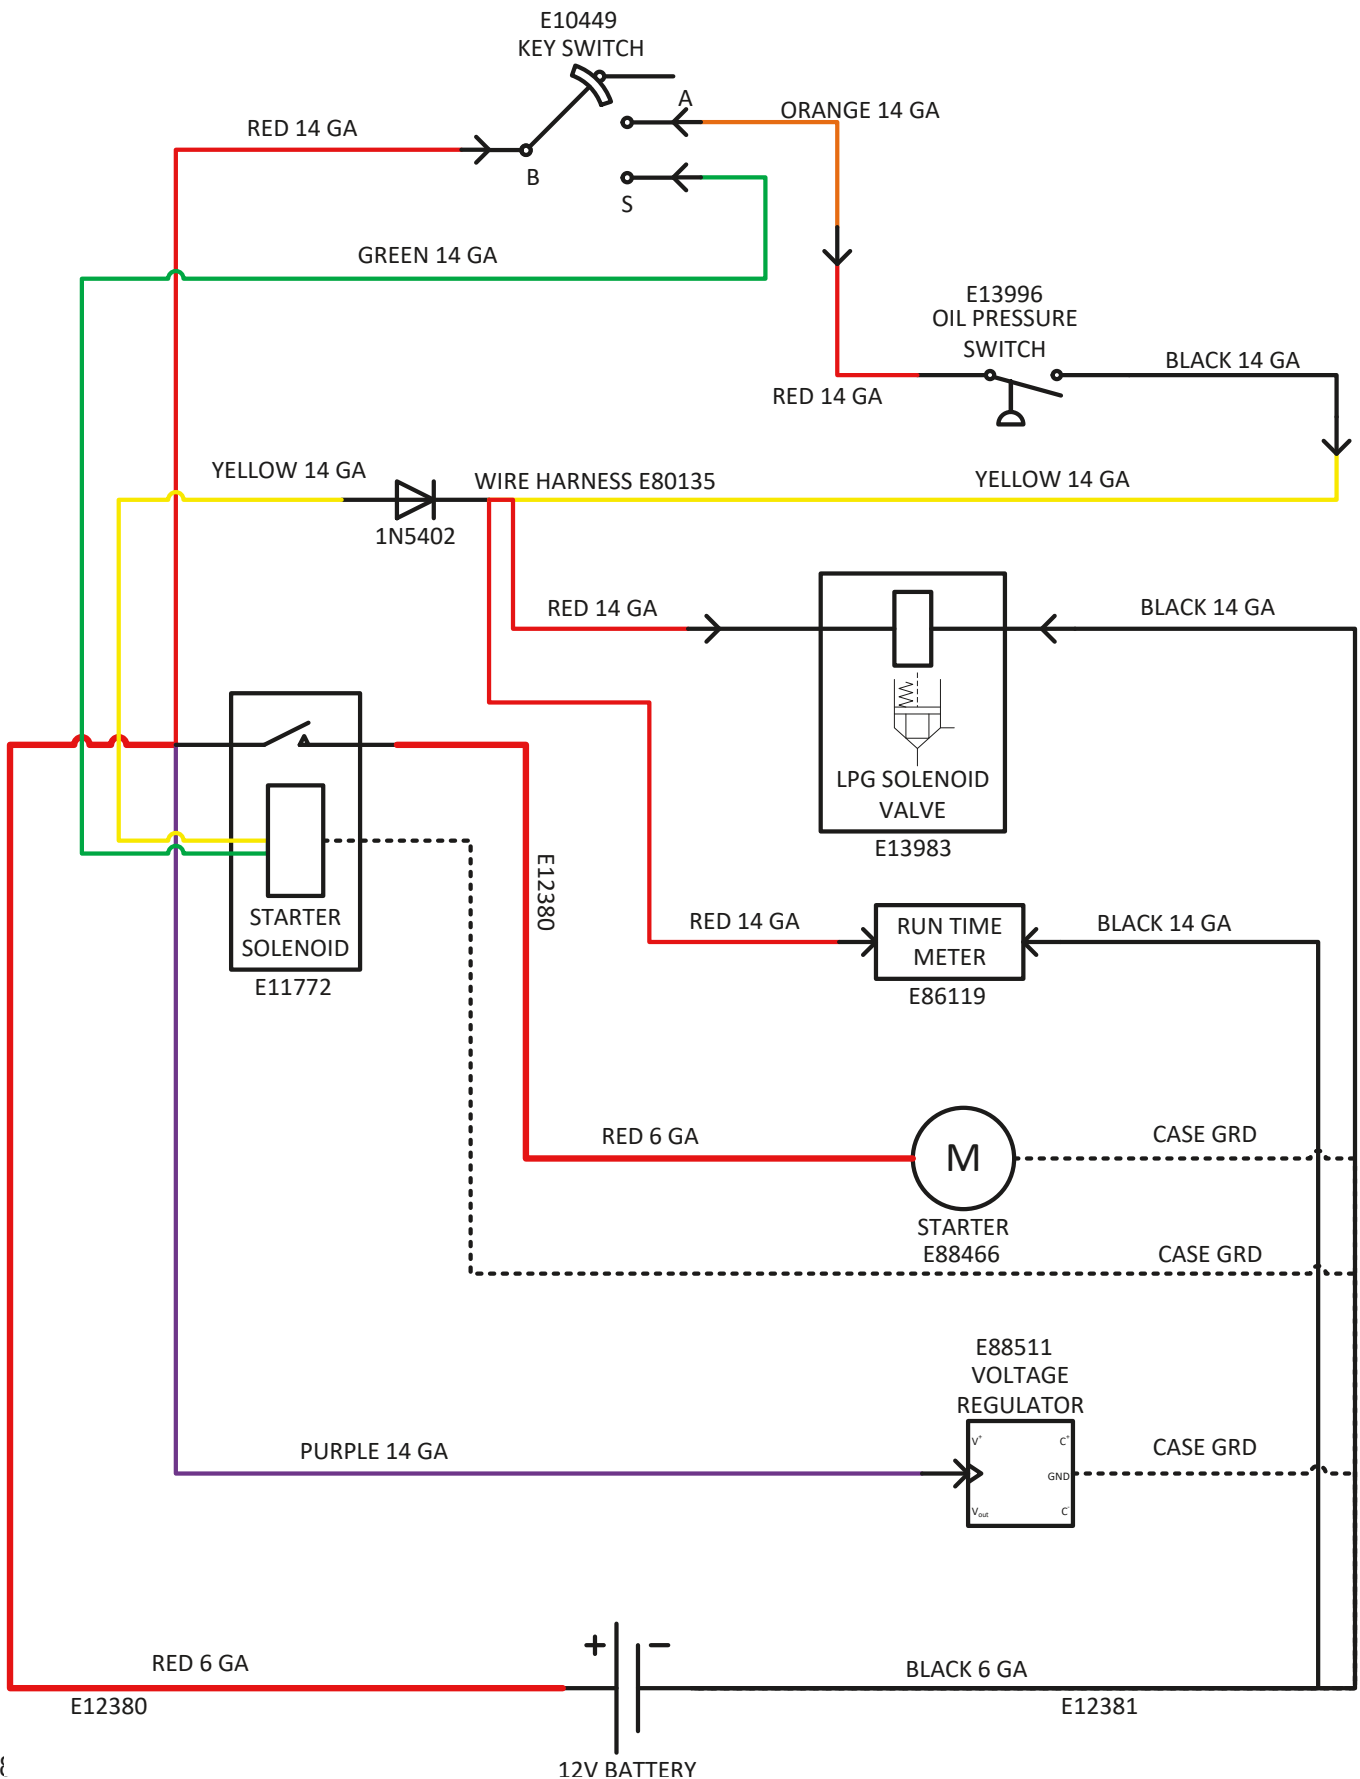 E10449
KEY SWITCH
A
ORANGE 14 GA
RED 14 GA
B
S
GREEN 14 GA
E13996
OIL PRESSURE
SWITCH
BLACK 14 GA
RED 14 GA
YELLOW 14 GA
WIRE HARNESS E80135
YELLOW 14 GA
1N5402
RED 14 GA
BLACK 14 GA
LPG SOLENOID
VALVE
E13983
E12380
STARTER
SOLENOID
E11772
RED 14 GA
RUN TIME
METER
BLACK 14 GA
E86119
RED 6 GA
M
CASE GRD
STARTER
E88466
CASE GRD
E88511
VOLTAGE
REGULATOR
V+
C+
PURPLE 14 GA
GND
CASE GRD
Vout
C-
+
−
RED 6 GA
BLACK 6 GA
E12380
E12381
12V BATTERY